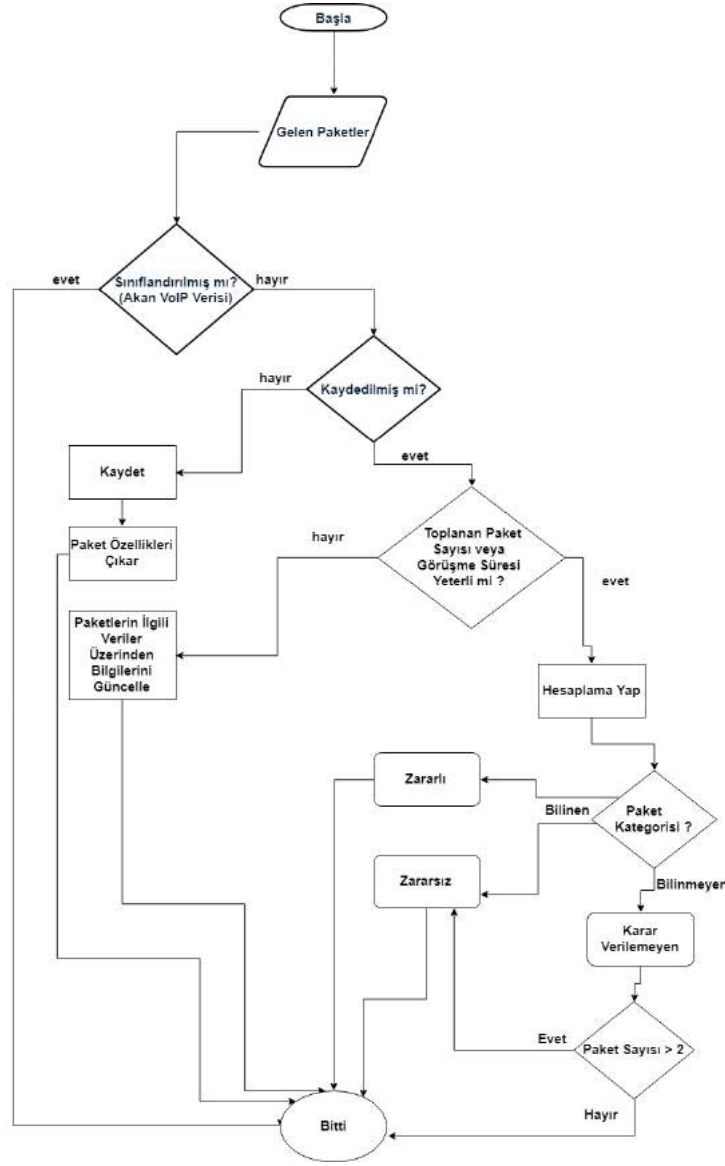 Başla
Gelen Paketler
evet
Sınıflandırılmış mı?
(Akan VoIP Verisi)
hayır
hayır
Kaydedilmiş mi?
evet
Kaydet
Paket Özellikleri
Çıkar
hayır
Toplanan Paket
Sayısı veya
Görüşme Süresi
Yeterli mi ?
evet
Paketlerin İlgili
Veriler
Üzerinden
Bilgilerini
Güncelle
Hesaplama Yap
Zararlı
Bilinen
Paket
Kategorisi ?
Zararsız
Bilinmeyen
Karar
Verilemeyen
Evet
Paket Sayısı > 2
Hayır
Bitti